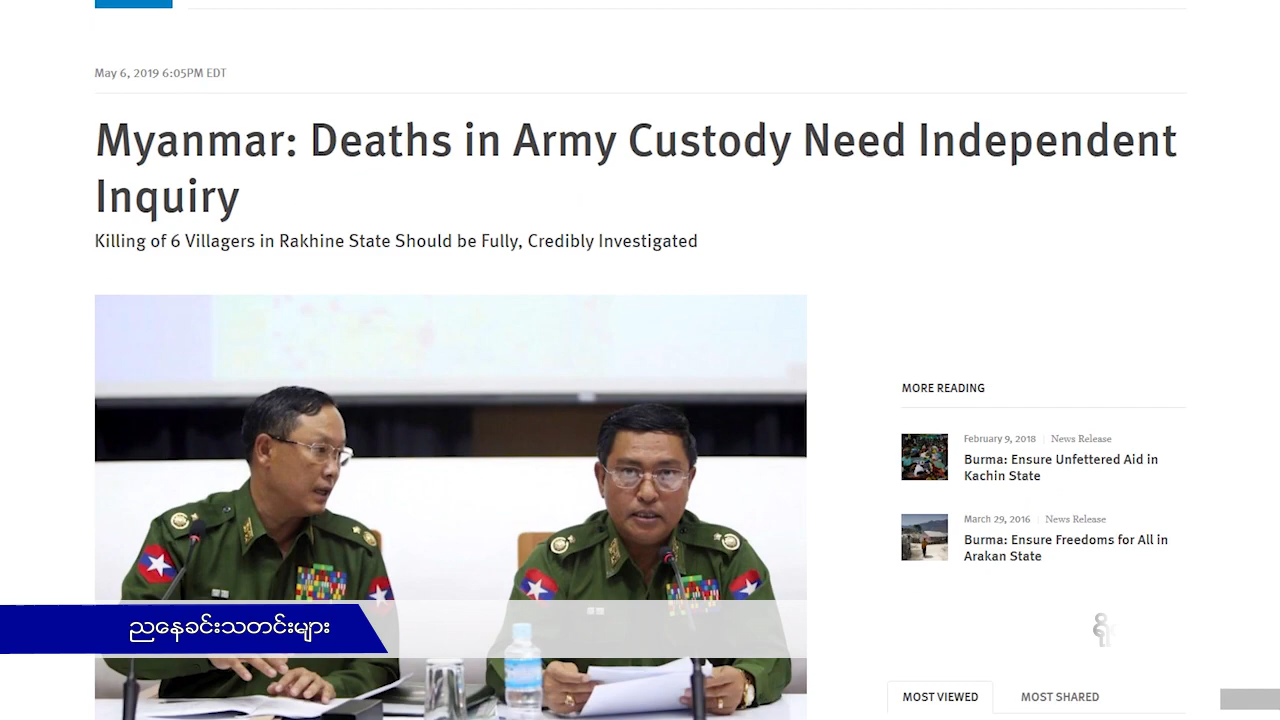 May 6, 2019 6:05PM EDT
Myanmar: Deaths in Army Custody Need Independent
Inquiry
Killing of 6 Villagers in Rakhine State Should be Fully, Credibly Investigated
MORE READING
February 9, 2018 | News Release
Burma: Ensure Unfettered Aid in
Kachin State
March 29, 2016 | News Release
Burma: Ensure Freedoms for All in
Arakan State
ညနေခင်းသတင်းများ
MOST VIEWED
MOST SHARED